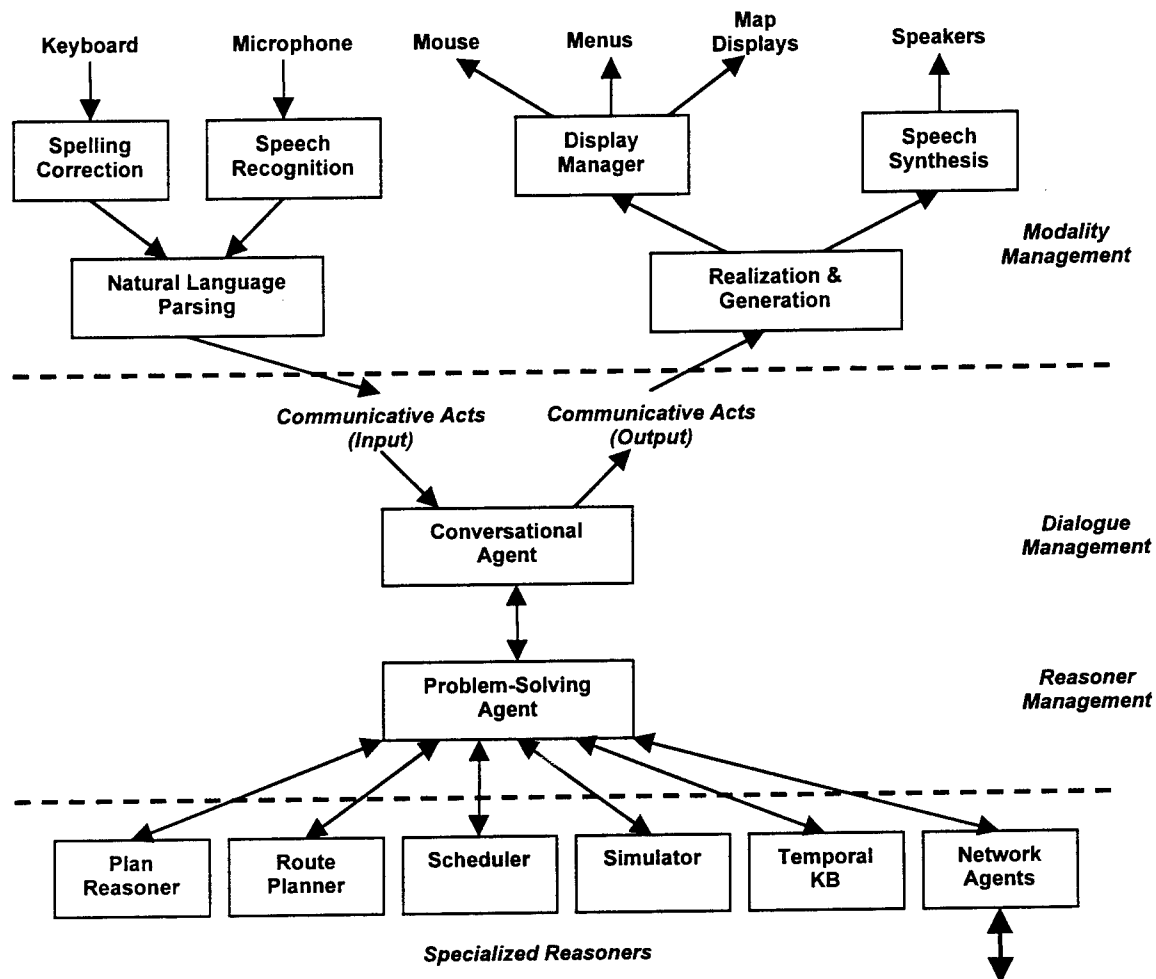 Keyboard
Microphone
Mouse
Menus
Map
Displays
Speakers
Spelling
Correction
Speech
Recognition
Display
Manager
Speech
Synthesis
Modality
Management
Natural Language
Parsing
Realization &
Generation
Communicative Acts
(Input)
Communicative Acts
(Output)
Conversational
Agent
Dialogue
Management
Problem-Solving
Agent
Reasoner
Management
Plan
Reasoner
Route
Planner
Scheduler
Simulator
Temporal
KB
Network
Agents
Specialized Reasoners